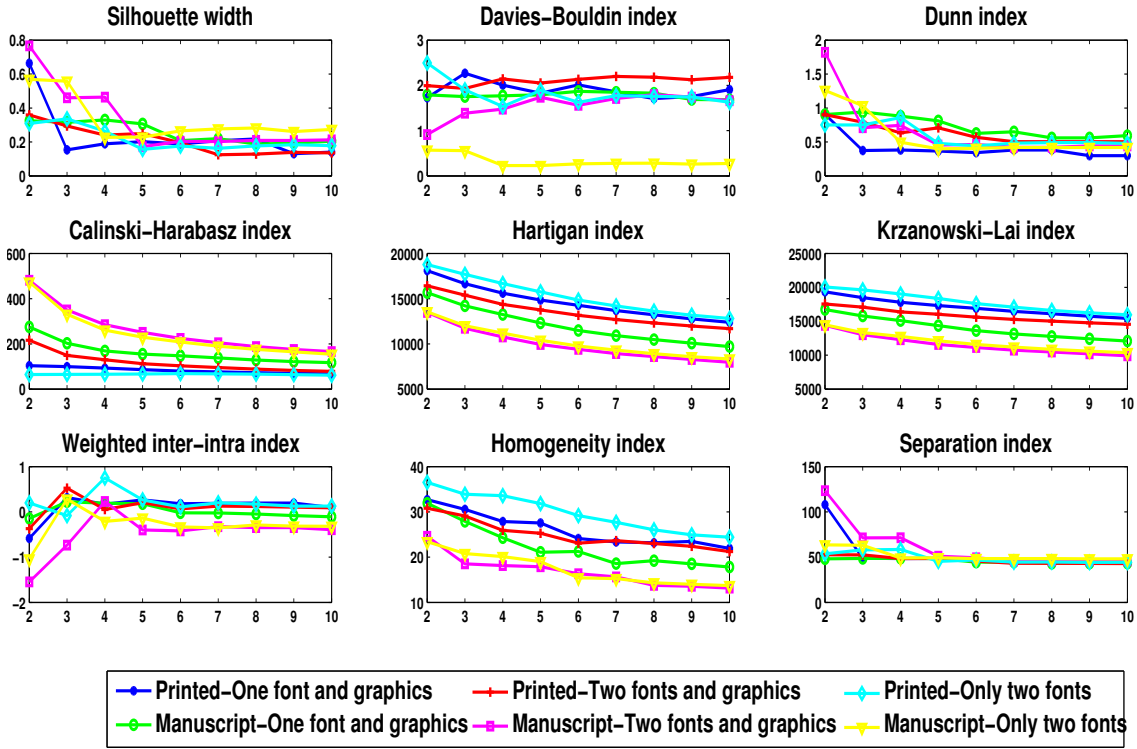 Silhouette width
0.8
0.6
0.4
0.2
0
2 3 4 5 6 7 8 9 10
Davies−Bouldin index
3
2
1
0
2 3 4 5 6 7 8 9 10
Dunn index
2
1.5
1
0.5
0
2 3 4 5 6 7 8 9 10
Calinski−Harabasz index
600
400
200
0
2 3 4 5 6 7 8 9 10
Hartigan index
20000
15000
10000
5000
2 3 4 5 6 7 8 9 10
Krzanowski−Lai index
25000
20000
15000
10000
5000
2 3 4 5 6 7 8 9 10
Weighted inter−intra index
1
0
−1
−2
2 3 4 5 6 7 8 9 10
Homogeneity index
40
30
20
10
2 3 4 5 6 7 8 9 10
Separation index
150
100
50
0
2 3 4 5 6 7 8 9 10
Printed−One font and graphics
Printed−Two fonts and graphics
Printed−Only two fonts
Manuscript−One font and graphics
Manuscript−Two fonts and graphics
Manuscript−Only two fonts